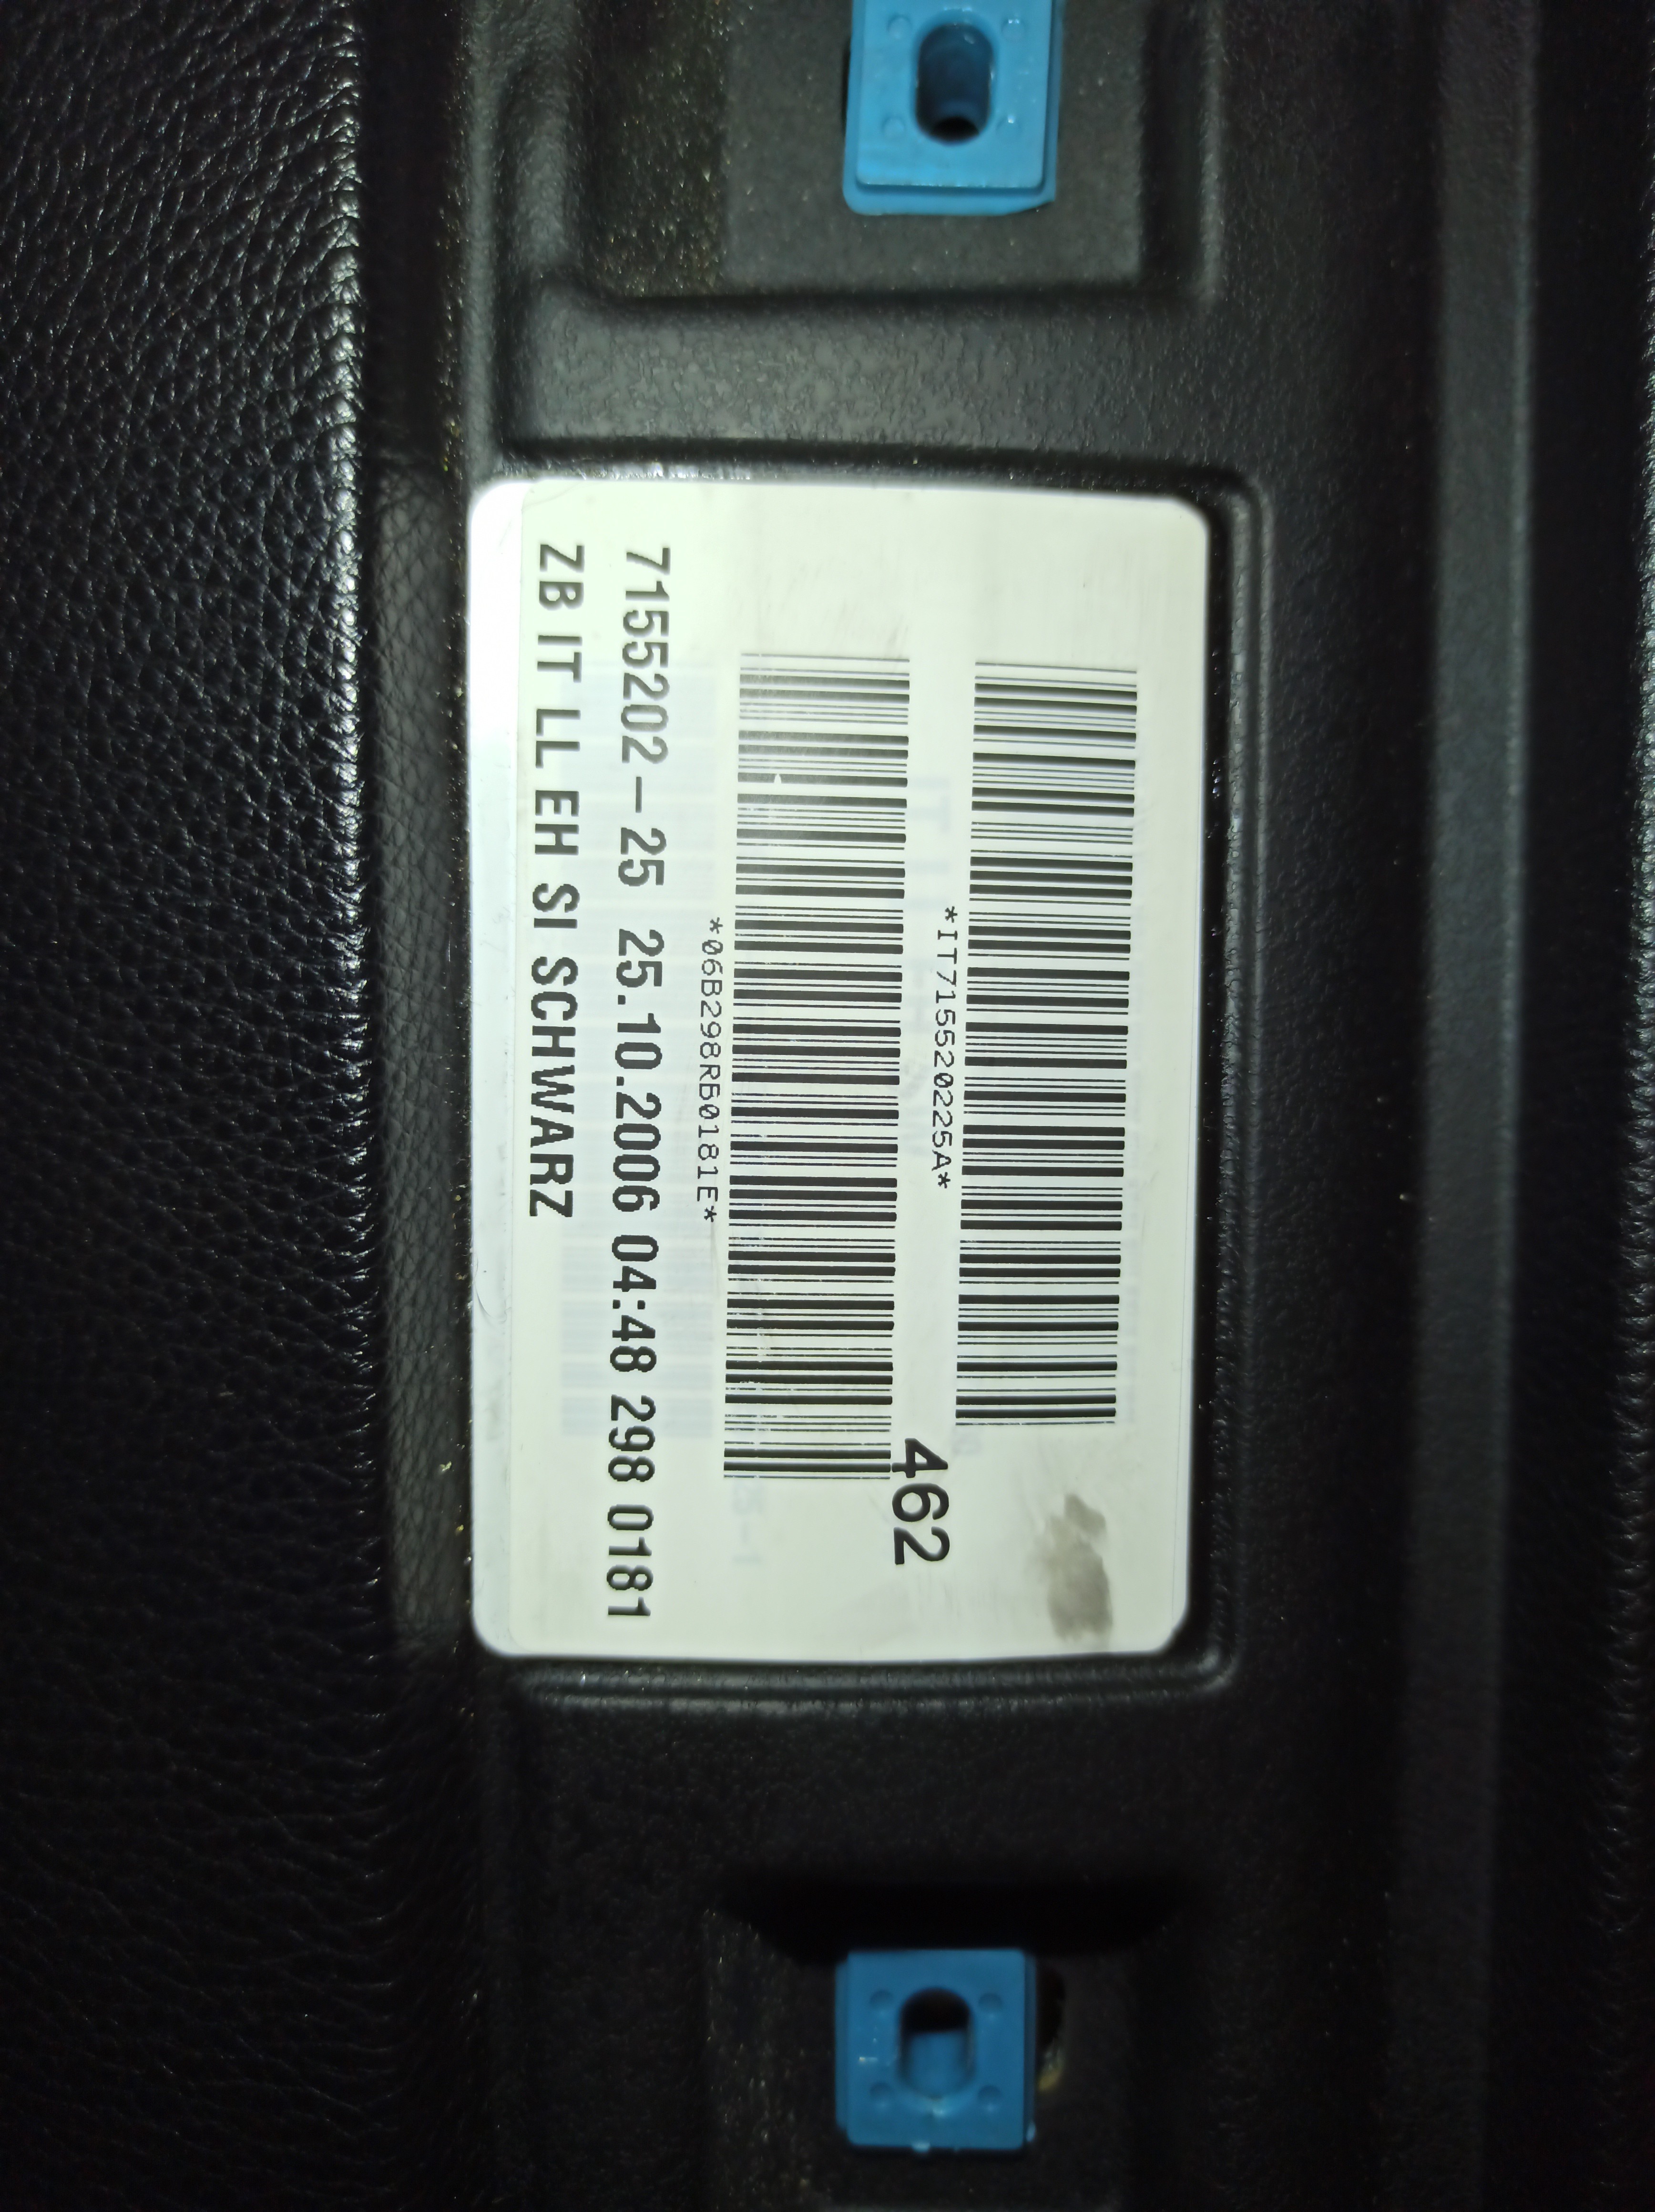 *IT715520225A*
462
*06B298RB0181E*
7155202-25 25.10.2006 04:48 298 0181
ZB IT LL EH SI SCHWARZ